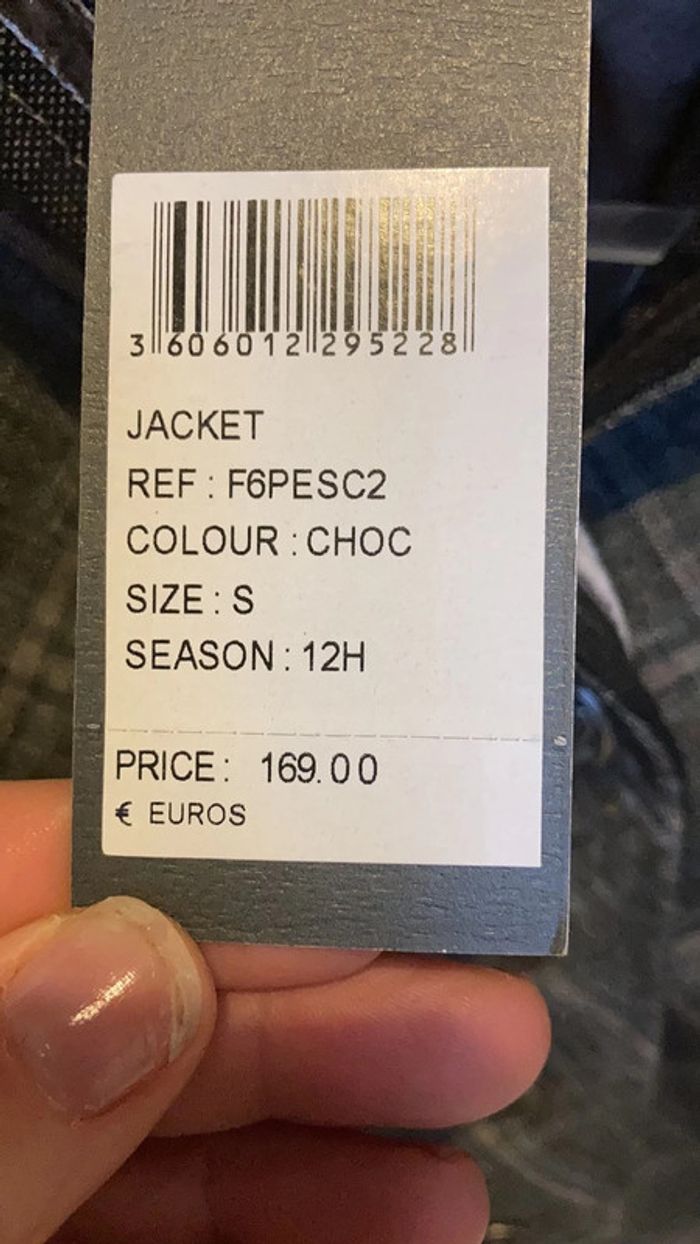 3 606012 295228
JACKET
REF : F6PESC2
COLOUR : CHOC
SIZE : S
SEASON : 12H
PRICE : 169.00
€ EUROS